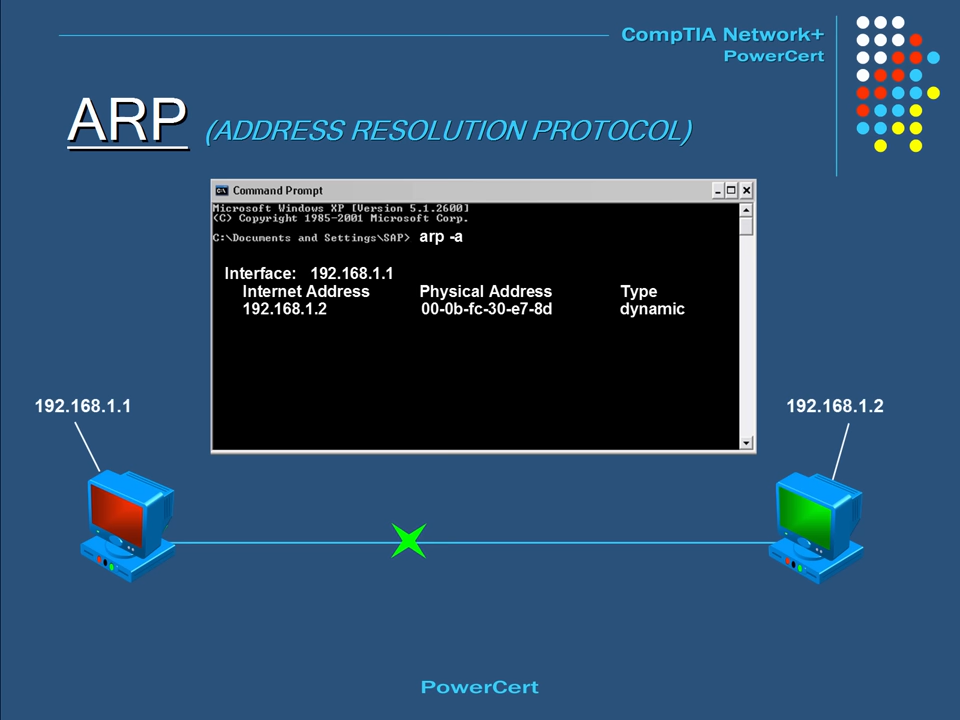 CompTIA Network+
PowerCert
ARP (ADDRESS RESOLUTION PROTOCOL)
Command Prompt
Microsoft Windows XP [Version 5.1.2600]
(C) Copyright 1985-2001 Microsoft Corp.
C:\Documents and Settings\SAP> arp -a
Interface: 192.168.1.1
Internet Address Physical Address Type
192.168.1.2 00-0b-fc-30-e7-8d dynamic
192.168.1.1 192.168.1.2
PowerCert